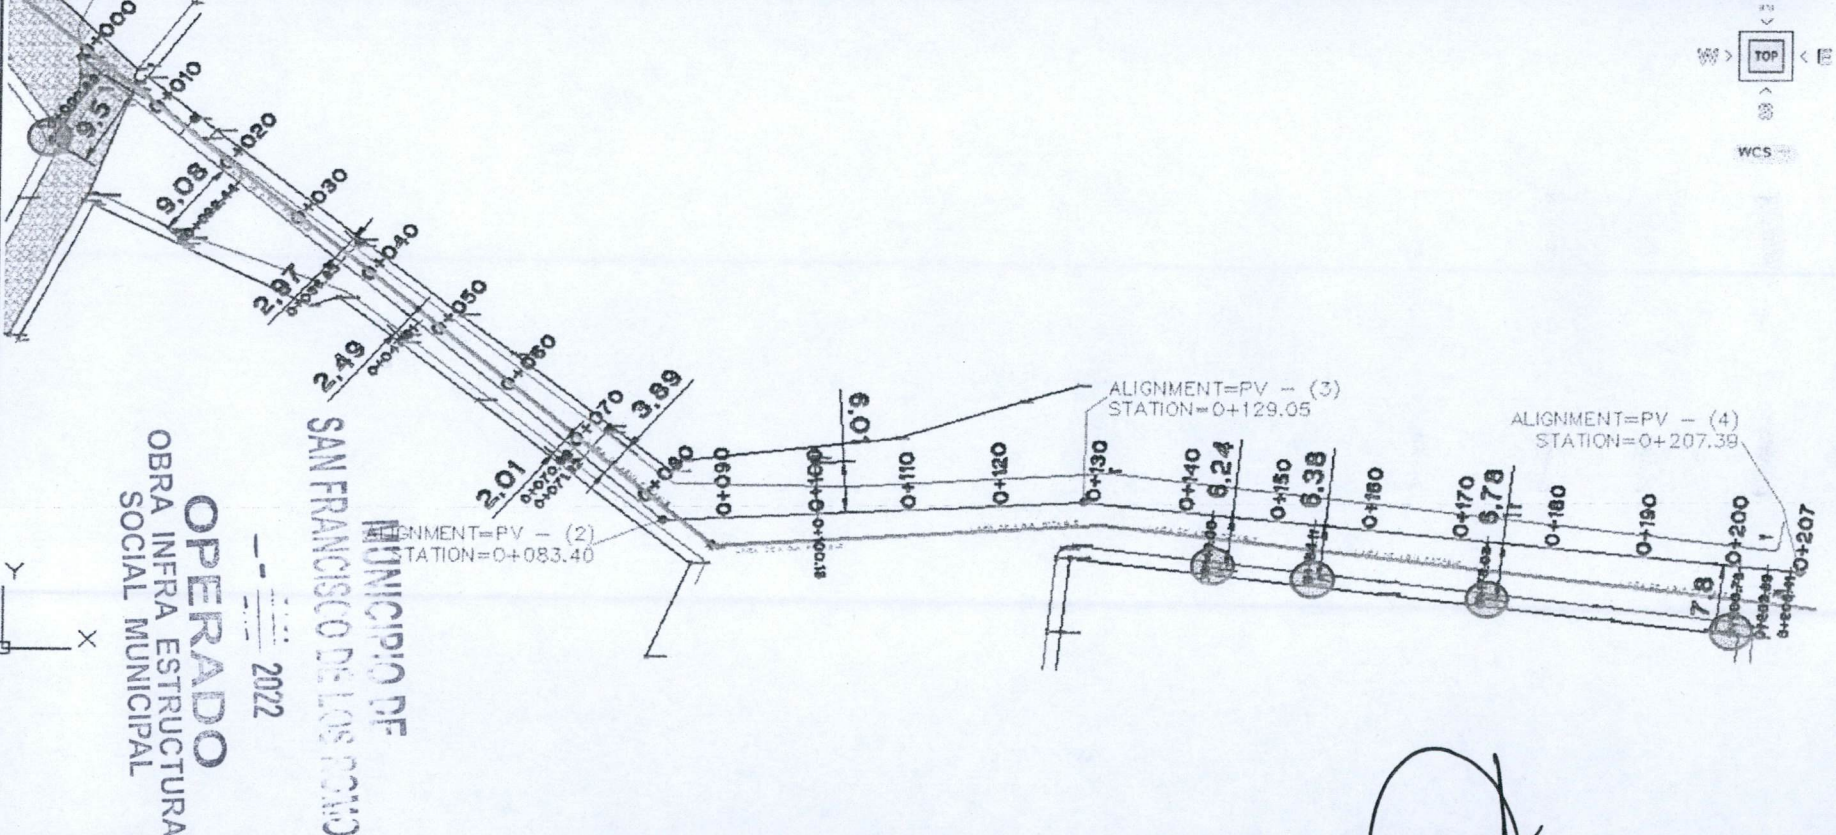 W
TOP
E
WCS
0+000
0+010
9,5
0+020
9,08
0+030
0+040
2,97
0+050
2,49
0+060
0+070
3,89
2,01
0+080
ALIGNMENT=PV - (2)
STATION=0+083.40
0+090
0+100
6,01
0+110
0+120
ALIGNMENT=PV - (3)
STATION=0+129.05
0+130
0+140
6,24
0+150
6,38
0+160
0+170
6,78
0+180
0+190
ALIGNMENT=PV - (4)
STATION=0+207.39
0+200
7,8
0+207
Y
X
MUNICIPIO DE
SAN FRANCISCO DE LOS ROMO
2022
OPERADO
OBRA INFRA ESTRUCTURA
SOCIAL MUNICIPAL